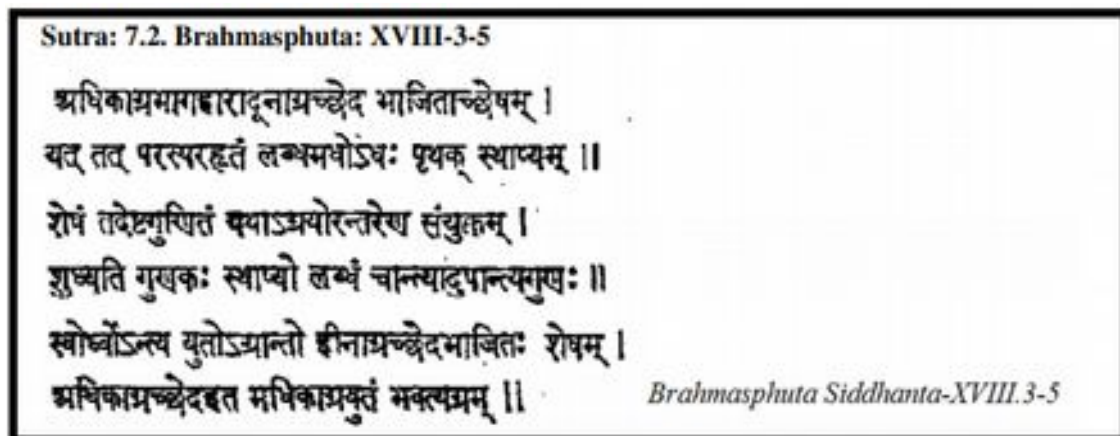 Sutra: 7.2. Brahmasphuta: XVIII-3-5
अधिकाग्रभागहारादूनाग्रच्छेद भाजिताच्छेषम् ।
यत् तत् परस्परहृतं लब्धमधोऽधः पृथक् स्थाप्यम् ॥
शेषं तदेष्टगुणितं यथाऽग्रयोरन्तरेण संयुक्तम् ।
शुध्यति गुणकः स्थाप्यो लब्धं चान्त्यादुपान्त्यगुणः ॥
स्वोर्ध्वोऽन्त्य युतोऽग्रान्तो हीनाग्रच्छेदभाजितः शेषम् ।
अधिकाग्रच्छेदहत मधिकाग्रयुतं भवत्यग्रम् ॥
Brahmasphuta Siddhanta-XVIII.3-5